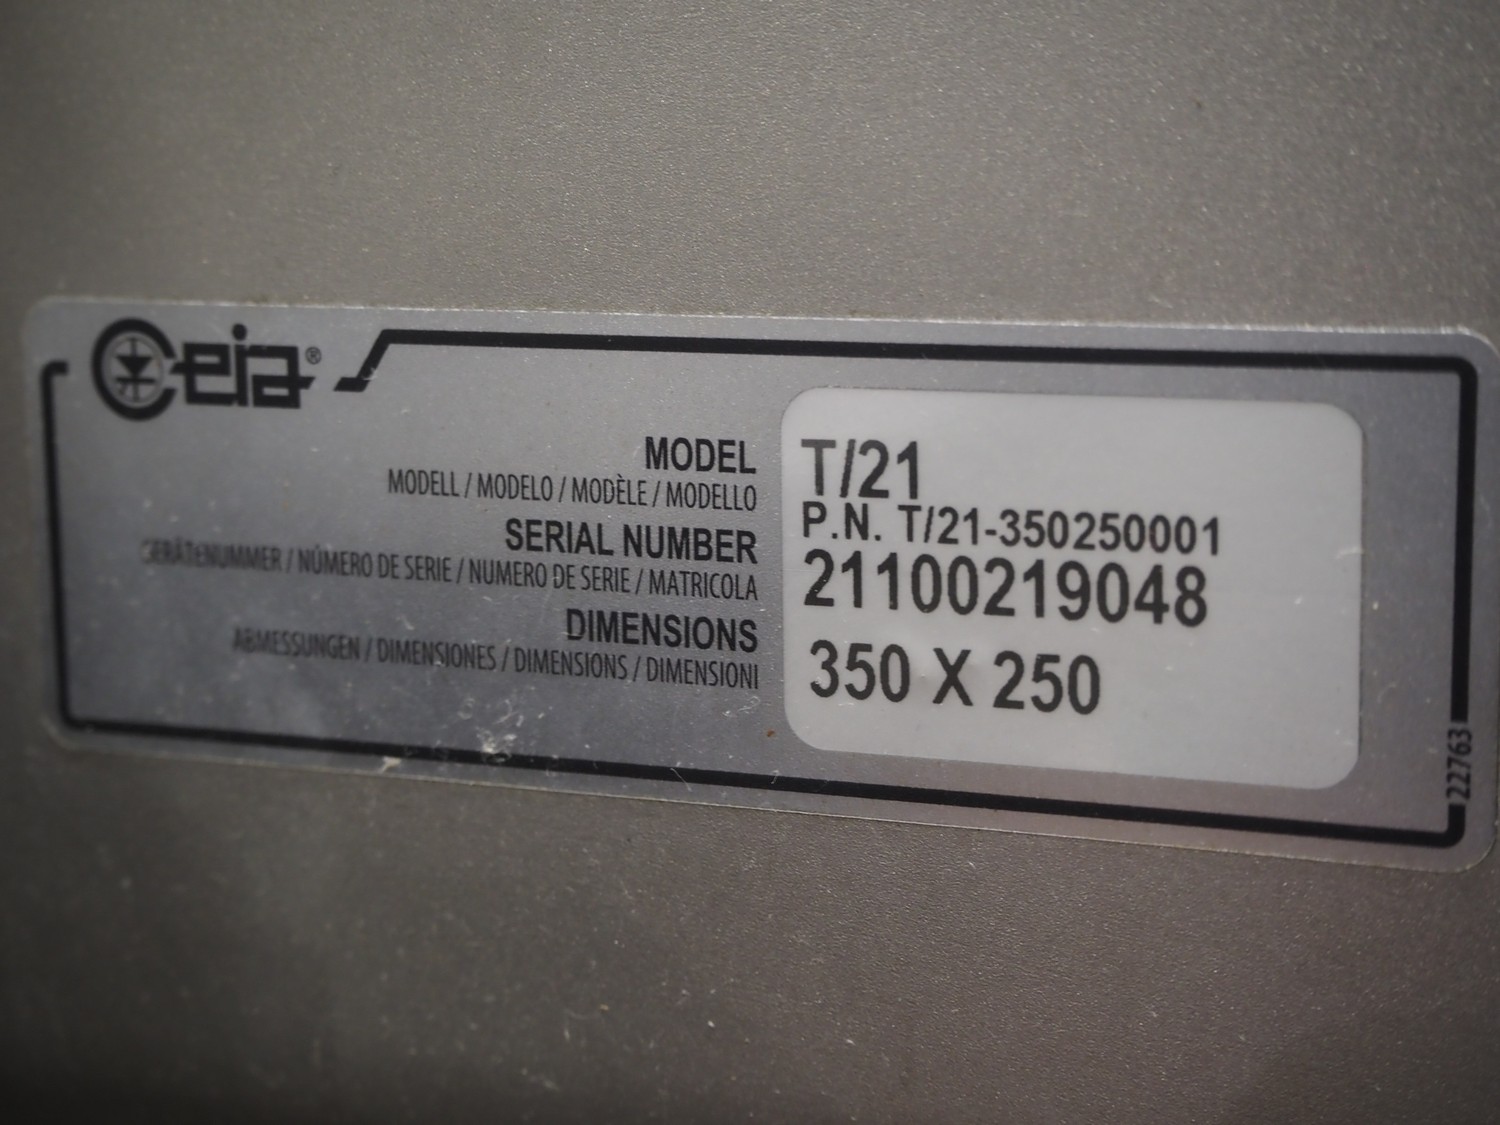 Ceia®
MODEL T/21
MODELL / MODELO / MODÈLE / MODELLO
P.N. T/21-350250001
SERIAL NUMBER 21100219048
GERÄTENUMMER / NÚMERO DE SERIE / NUMERO DE SERIE / MATRICOLA
DIMENSIONS 350 X 250
ABMESSUNGEN / DIMENSIONES / DIMENSIONS / DIMENSIONI
22763